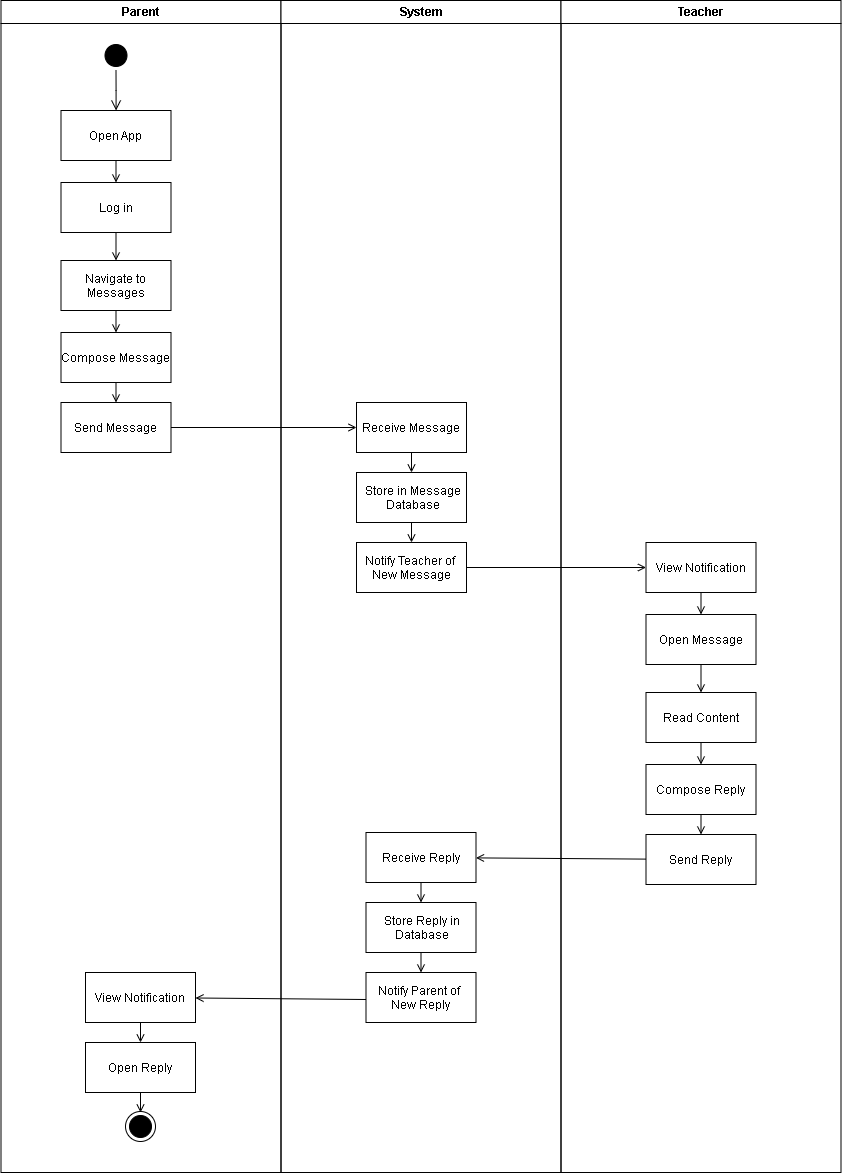 Parent
System
Teacher
Open App
Log in
Navigate to
Messages
Compose Message
Send Message
Receive Message
Store in Message
Database
Notify Teacher of
New Message
View Notification
Open Message
Read Content
Compose Reply
Send Reply
Receive Reply
Store Reply in
Database
Notify Parent of
New Reply
View Notification
Open Reply